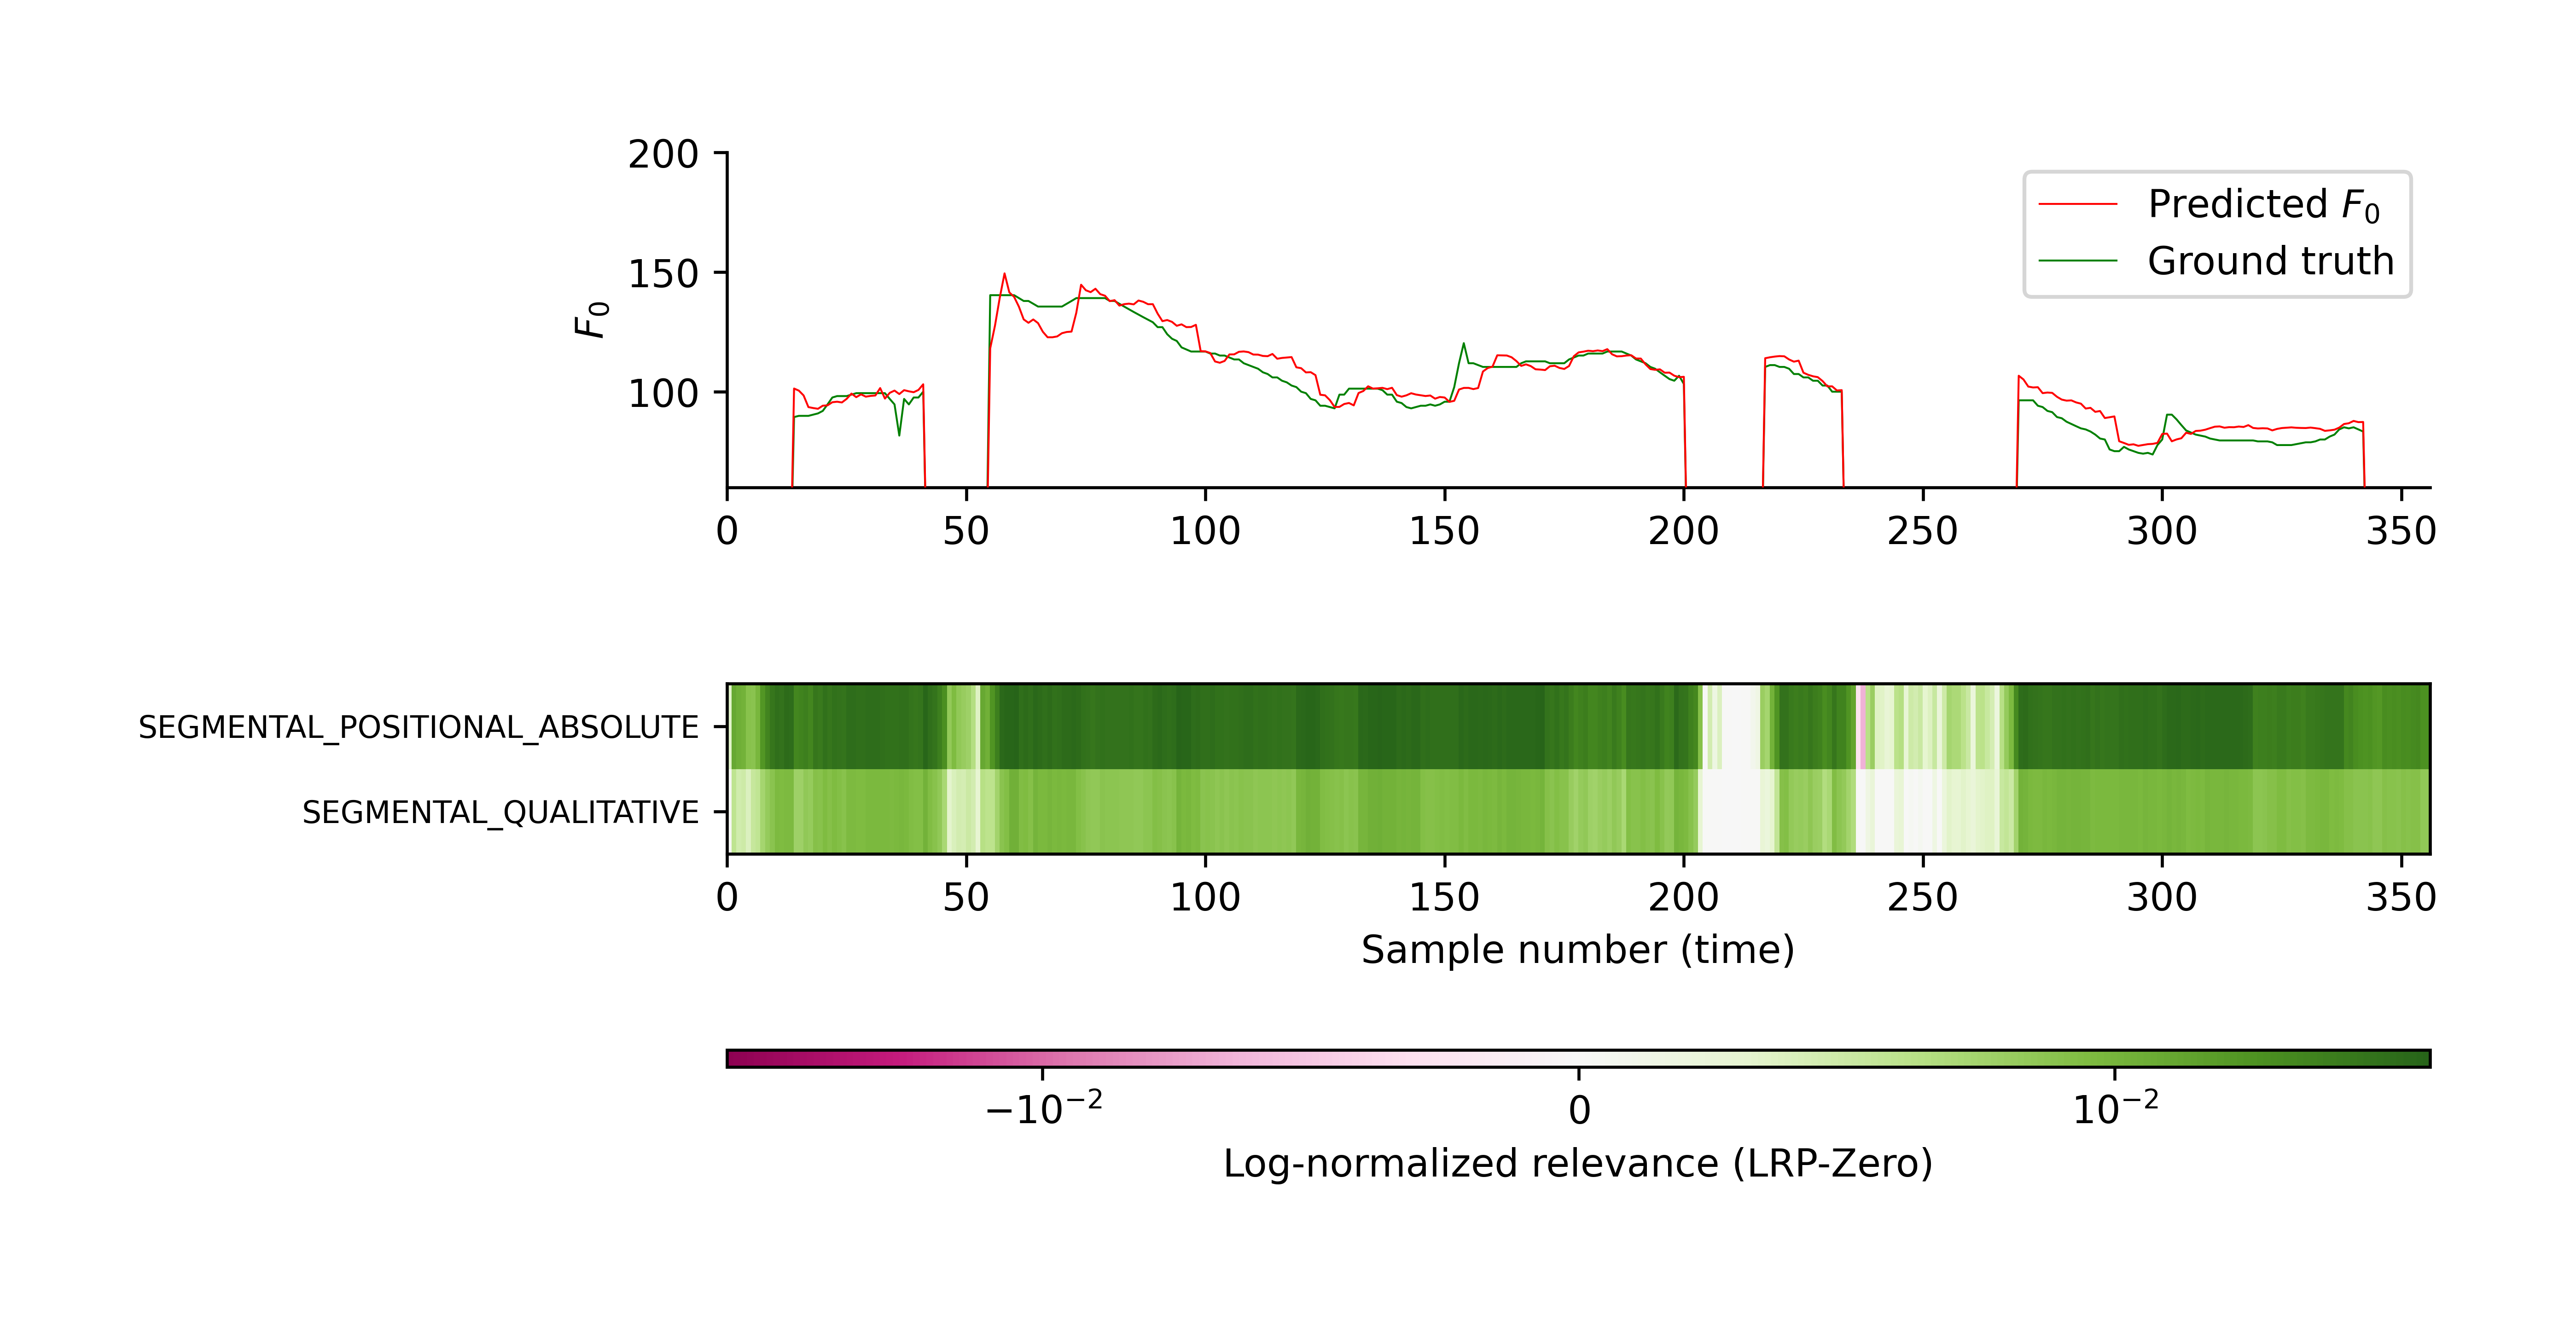 200
150
100
F₀
Predicted F₀
Ground truth
0 50 100 150 200 250 300 350
SEGMENTAL_POSITIONAL_ABSOLUTE
SEGMENTAL_QUALITATIVE
0 50 100 150 200 250 300 350
Sample number (time)
−10⁻² 0 10⁻²
Log-normalized relevance (LRP-Zero)